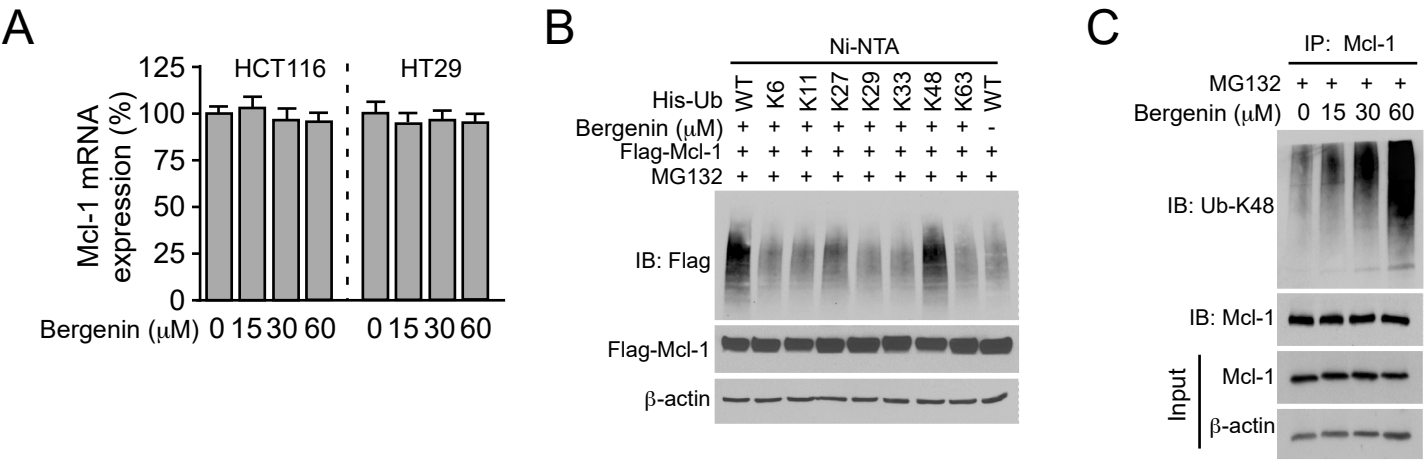 A
Mcl-1 mRNA
expression (%)
125
100
75
50
25
0
HCT116
HT29
Bergenin (μM) 0 15 30 60 0 15 30 60
B
Ni-NTA
His-Ub WT K6 K11 K27 K29 K33 K48 K63 WT
Bergenin (μM) + + + + + + + + -
Flag-Mcl-1 + + + + + + + + +
MG132 + + + + + + + + +
IB: Flag
Flag-Mcl-1
β-actin
C
IP: Mcl-1
MG132 + + + +
Bergenin (μM) 0 15 30 60
IB: Ub-K48
IB: Mcl-1
Input
Mcl-1
β-actin